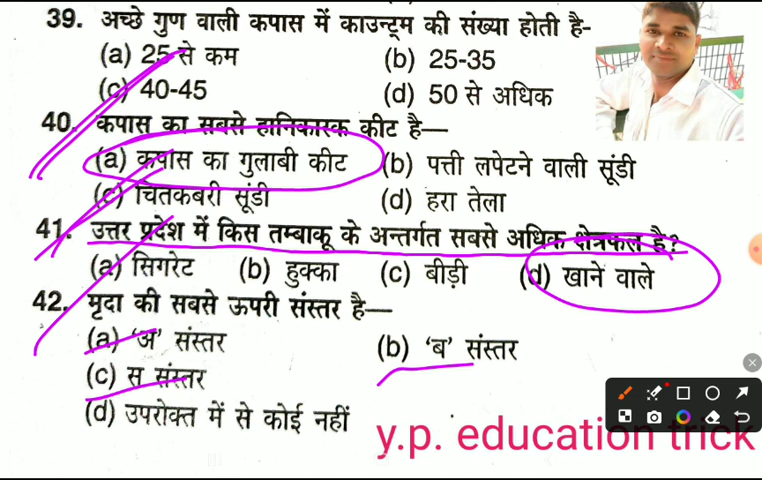 39. अच्छे गुण वाली कपास में काउन्ट्म की संख्या होती है-
(a) 25 से कम (b) 25-35
(c) 40-45 (d) 50 से अधिक
40. कपास का सबसे हानिकारक कीट है—
(a) कपास का गुलाबी कीट (b) पत्ती लपेटने वाली सूंडी
(c) चितकबरी सूंडी (d) हरा तेला
41. उत्तर प्रदेश में किस तम्बाकू के अन्तर्गत सबसे अधिक क्षेत्रफल है?
(a) सिगरेट (b) हुक्का (c) बीड़ी (d) खाने वाले
42. मृदा की सबसे ऊपरी संस्तर है—
(a) ‘अ’ संस्तर (b) ‘ब’ संस्तर
(c) स संस्तर
(d) उपरोक्त में से कोई नहीं
y.p. education trick